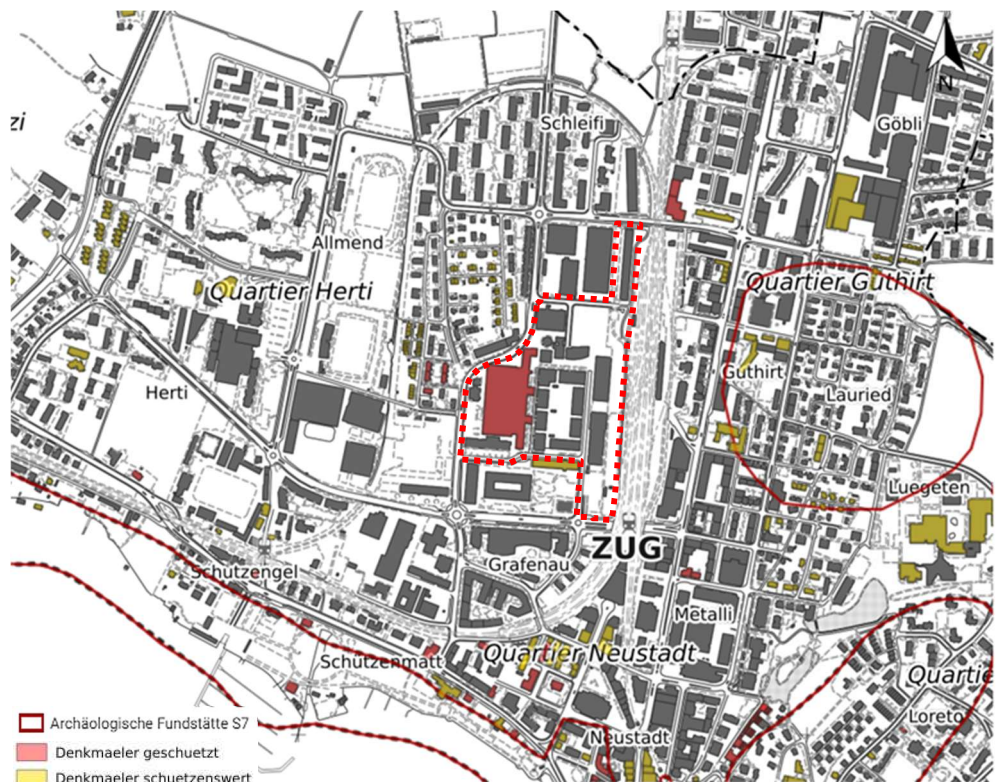 Schleifi
Göbli
N
zi
Allmend
Quartier Herti
Quartier Guthirt
Guthirt
Herti
Lauried
Luegeten
ZUG
Schutzengel
Grafenau
Metalli
Schützenmatt
Quartier Neustadt
Quartie
Loreto
Neustadt
Archäologische Fundstätte S7
Denkmaeler geschuetzt
Denkmaeler schuetzenswert